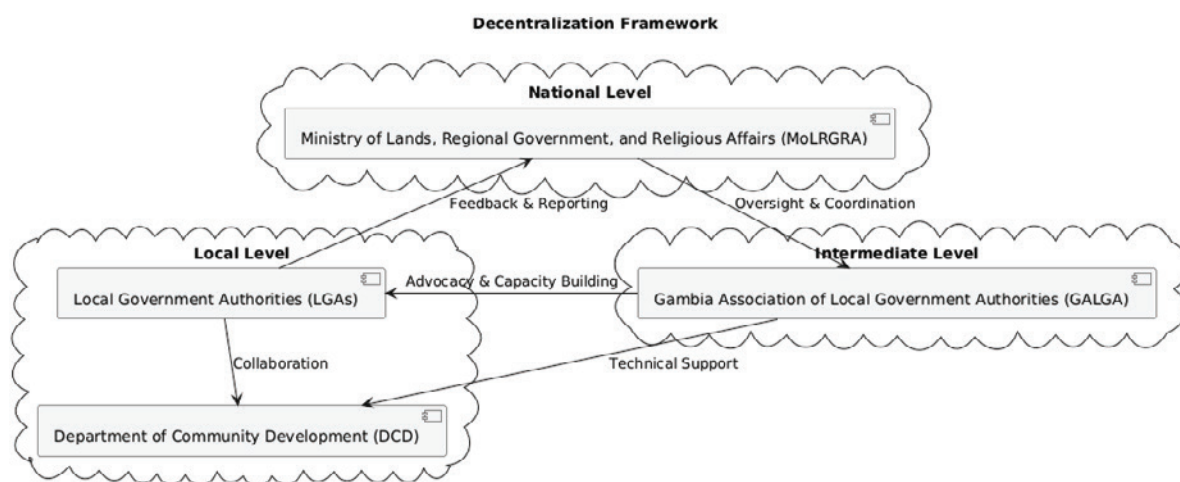 Decentralization Framework
National Level
Ministry of Lands, Regional Government, and Religious Affairs (MoLRGRA)
Feedback & Reporting
Oversight & Coordination
Local Level
Intermediate Level
Local Government Authorities (LGAs)
Advocacy & Capacity Building
Gambia Association of Local Government Authorities (GALGA)
Collaboration
Technical Support
Department of Community Development (DCD)